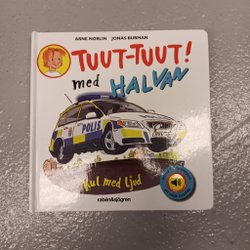 ARNE NORLIN JONAS BURMAN
TUUT-TUUT!
med
HALVAN
POLIS
Kul med ljud
rabén&sjögren